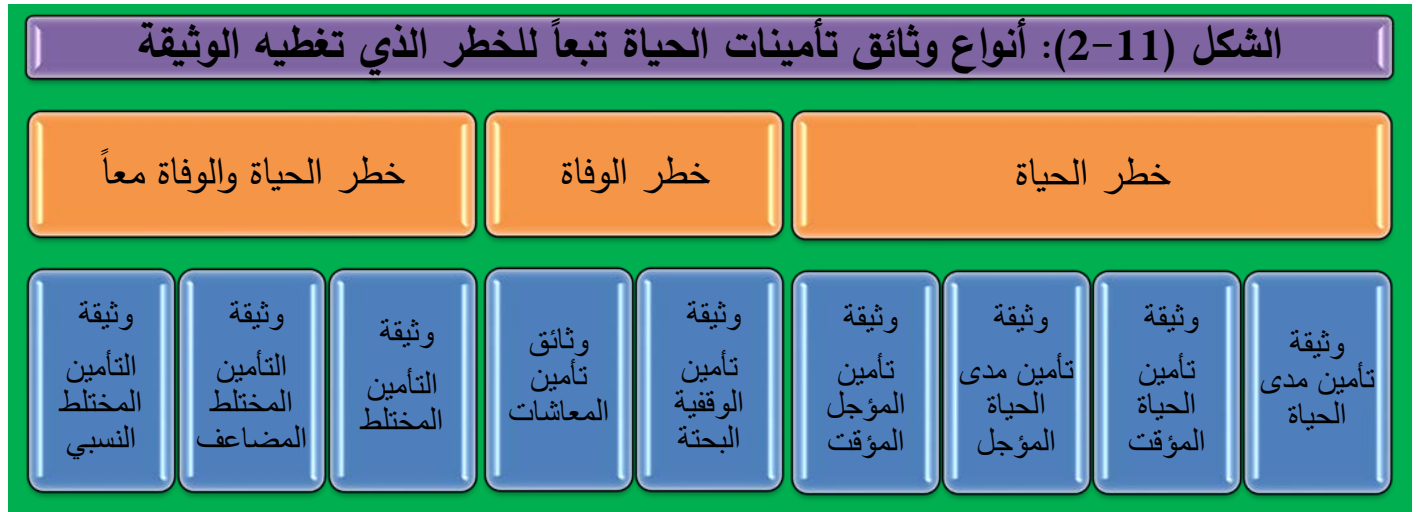 الشكل (11-2): أنواع وثائق تأمينات الحياة تبعاً للخطر الذي تغطيه الوثيقة
خطر الحياة
خطر الوفاة
خطر الحياة والوفاة معاً
وثيقة
تأمين مدى
الحياة
وثيقة
تأمين
الحياة
المؤقت
وثيقة
تأمين مدى
الحياة
المؤجل
وثيقة
تأمين
المؤجل
المؤقت
وثيقة
تأمين
الوقفية
البحتة
وثائق
تأمين
المعاشات
وثيقة
التأمين
المختلط
وثيقة
التأمين
المختلط
المضاعف
وثيقة
التأمين
المختلط
النسبي